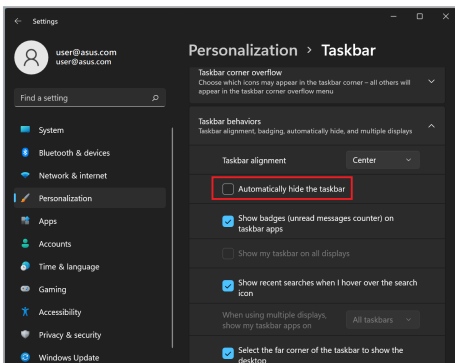 Settings
user@asus.com
user@asus.com
Find a setting
System
Bluetooth & devices
Network & internet
Personalization
Apps
Accounts
Time & language
Gaming
Accessibility
Privacy & security
Windows Update
Personalization > Taskbar
Taskbar corner overflow
Choose which icons may appear in the taskbar corner – all others will
appear in the taskbar corner overflow menu
Taskbar behaviors
Taskbar alignment, badging, automatically hide, and multiple displays
Taskbar alignment
Center
Automatically hide the taskbar
Show badges (unread messages counter) on
taskbar apps
Show my taskbar on all displays
Show recent searches when I hover over the search
icon
When using multiple displays,
show my taskbar apps on
All taskbars
Select the far corner of the taskbar to show the
desktop